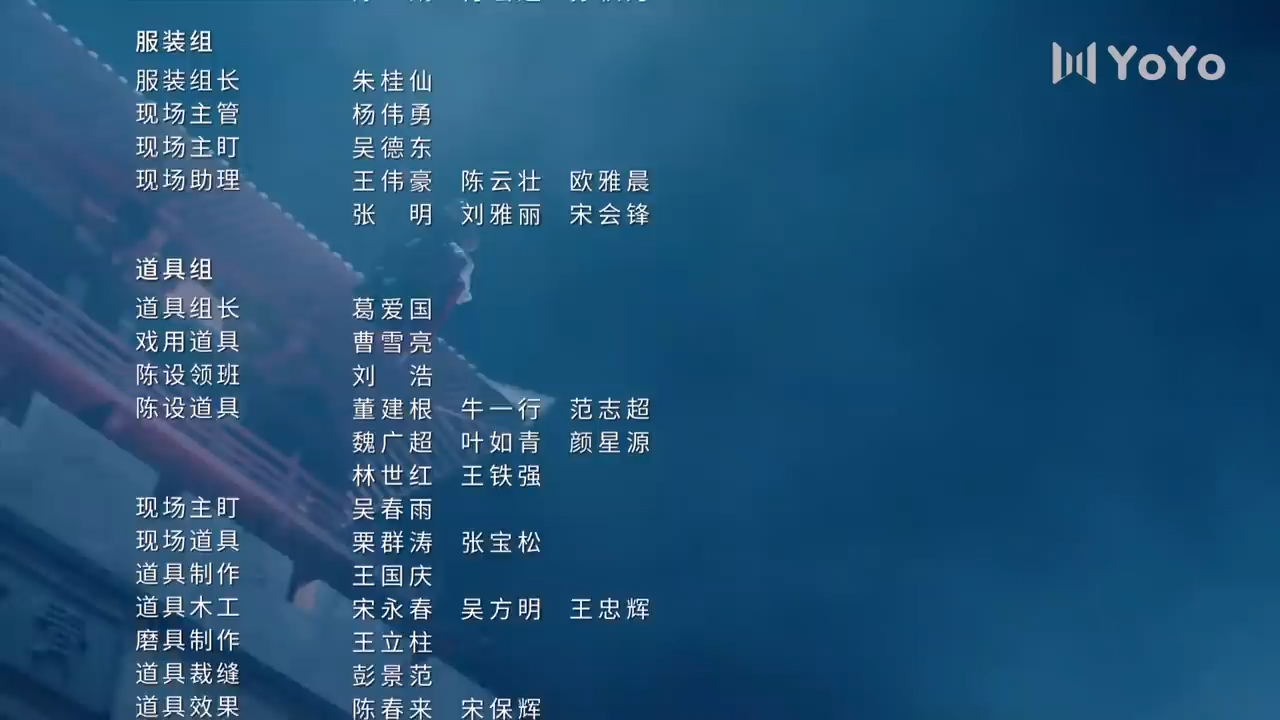 YoYo
服装组
服装组长 朱桂仙
现场主管 杨伟勇
现场主盯 吴德东
现场助理 王伟豪 陈云壮 欧雅晨
张 明 刘雅丽 宋会锋
道具组
道具组长 葛爱国
戏用道具 曹雪亮
陈设领班 刘 浩
陈设道具 董建根 牛一行 范志超
魏广超 叶如青 颜星源
林世红 王铁强
现场主盯 吴春雨
现场道具 栗群涛 张宝松
道具制作 王国庆
道具木工 宋永春 吴方明 王忠辉
磨具制作 王立柱
道具裁缝 彭景范
道具效果 陈春来 宋保辉